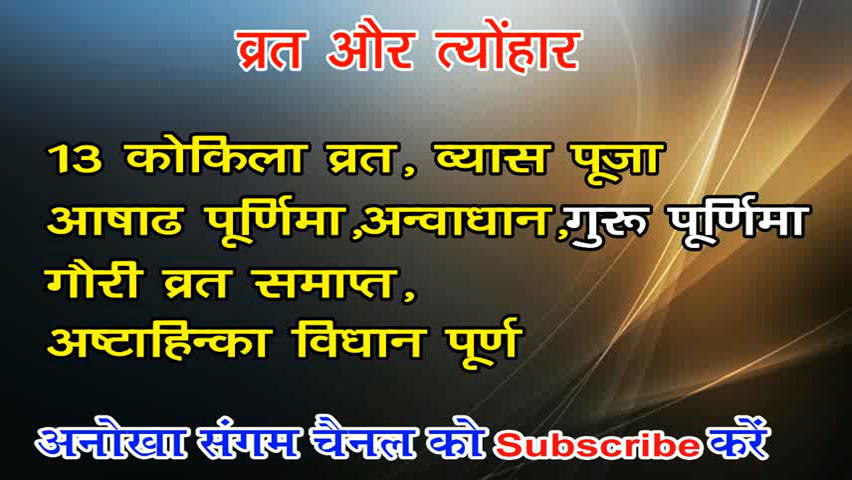 व्रत और त्योंहार
13 कोकिला व्रत, व्यास पूजा
आषाढ पूर्णिमा,अन्वाधान,गुरु पूर्णिमा
गौरी व्रत समाप्त,
अष्टाहिन्का विधान पूर्ण
अनोखा संगम चैनल को Subscribe करें